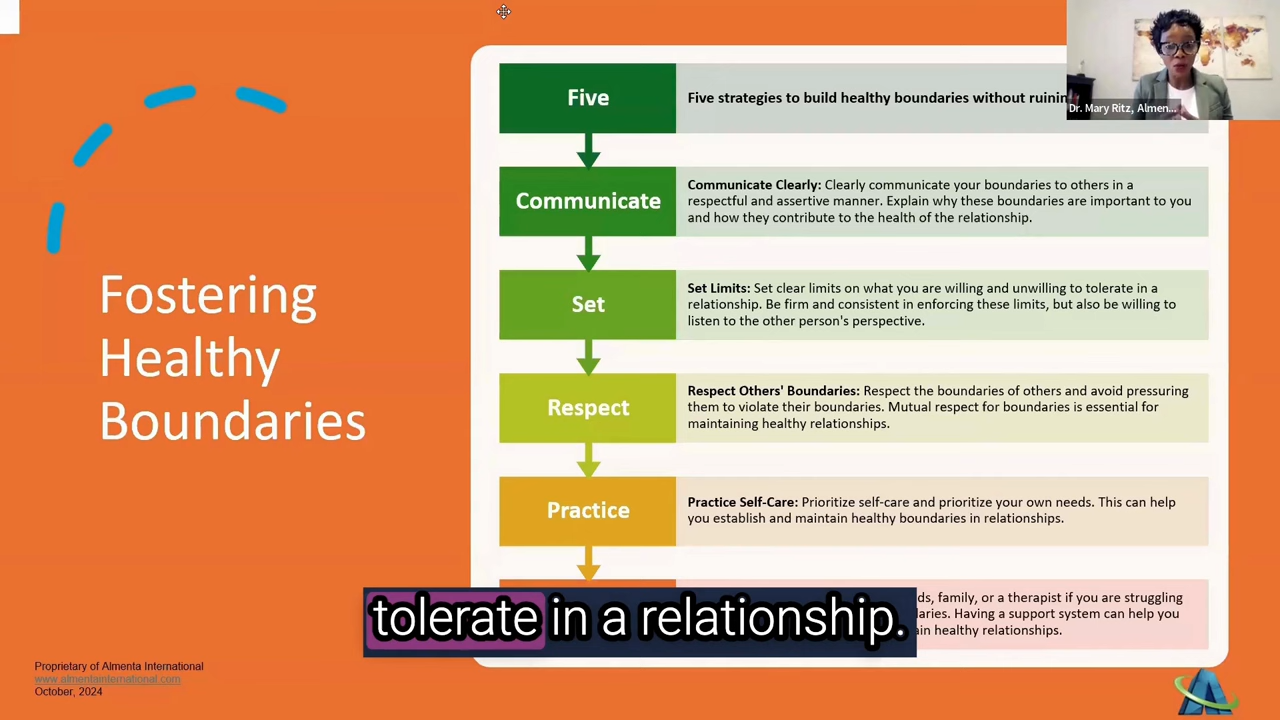 Fostering
Healthy
Boundaries
Five
Five strategies to build healthy boundaries without ruining
Dr. Mary Ritz, Almen...
Communicate
Communicate Clearly: Clearly communicate your boundaries to others in a
respectful and assertive manner. Explain why these boundaries are important to you
and how they contribute to the health of the relationship.
Set
Set Limits: Set clear limits on what you are willing and unwilling to tolerate in a
relationship. Be firm and consistent in enforcing these limits, but also be willing to
listen to the other person's perspective.
Respect
Respect Others' Boundaries: Respect the boundaries of others and avoid pressuring
them to violate their boundaries. Mutual respect for boundaries is essential for
maintaining healthy relationships.
Practice
Practice Self-Care: Prioritize self-care and prioritize your own needs. This can help
you establish and maintain healthy boundaries in relationships.
family, or a therapist if you are struggling
Having a support system can help you
healthy relationships.
tolerate in a relationship.
Proprietary of Almenta International
www.almentainternational.com
October, 2024